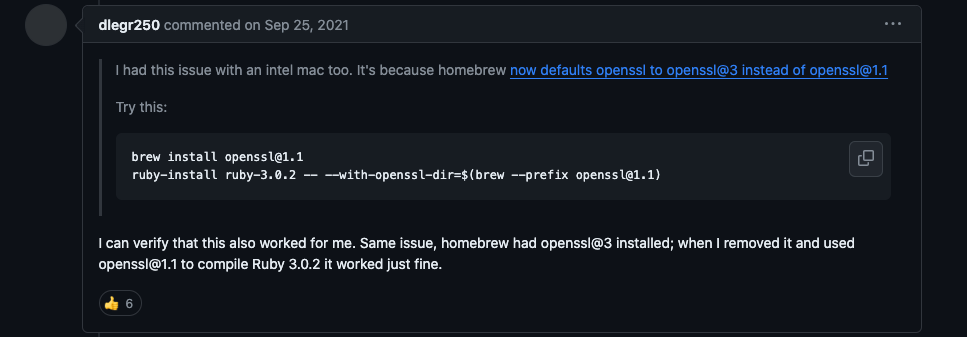 dlegr250 commented on Sep 25, 2021
I had this issue with an intel mac too. It's because homebrew now defaults openssl to openssl@3 instead of openssl@1.1
Try this:
brew install openssl@1.1
ruby-install ruby-3.0.2 -- --with-openssl-dir=$(brew --prefix openssl@1.1)
I can verify that this also worked for me. Same issue, homebrew had openssl@3 installed; when I removed it and used
openssl@1.1 to compile Ruby 3.0.2 it worked just fine.
👍 6